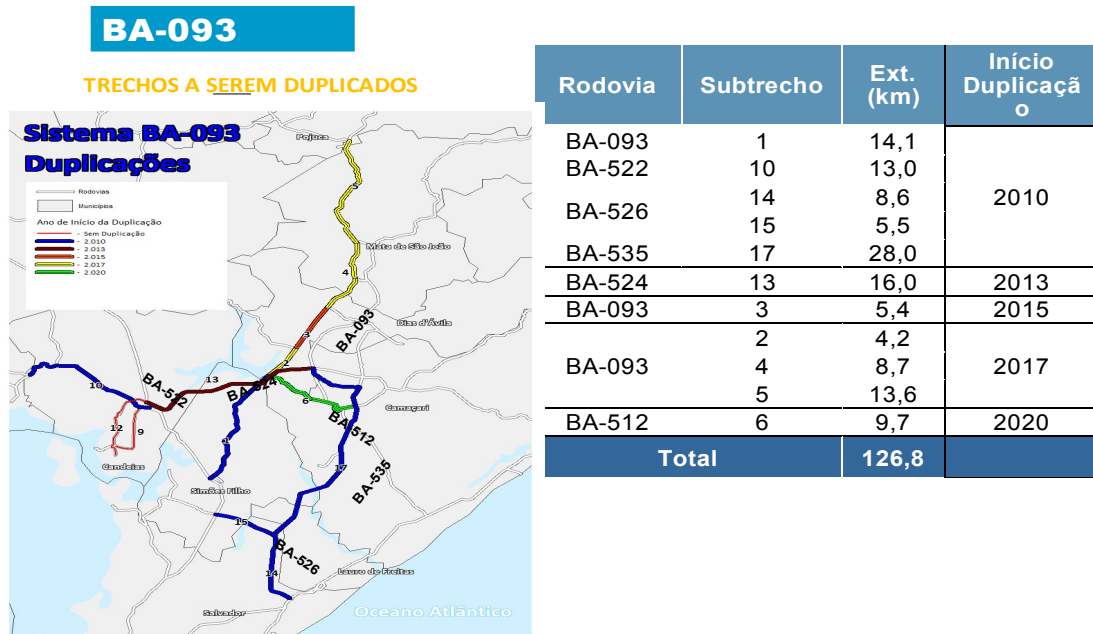 BA-093
TRECHOS A SEREM DUPLICADOS
Sistema BA-093
Duplicações
Rodovias
Municípios
Ano de Início da Duplicação
- Sem Duplicação
- 2.010
- 2.013
- 2.015
- 2.017
- 2.020
Pojuca
5
Mata de São João
4
Dias d'Ávila
3
BA-093
2
13
BA-524
10
BA-522
6
Camaçari
BA-512
12
9
1
Candeias
17
BA-535
Simões Filho
15
BA-526
14
Lauro de Freitas
Salvador
Oceano Atlântico
Rodovia Subtrecho Ext. (km) Início Duplicaçã o
BA-093 1 14,1
BA-522 10 13,0
BA-526 14 8,6 2010
15 5,5
BA-535 17 28,0
BA-524 13 16,0 2013
BA-093 3 5,4 2015
2 4,2
BA-093 4 8,7 2017
5 13,6
BA-512 6 9,7 2020
Total 126,8